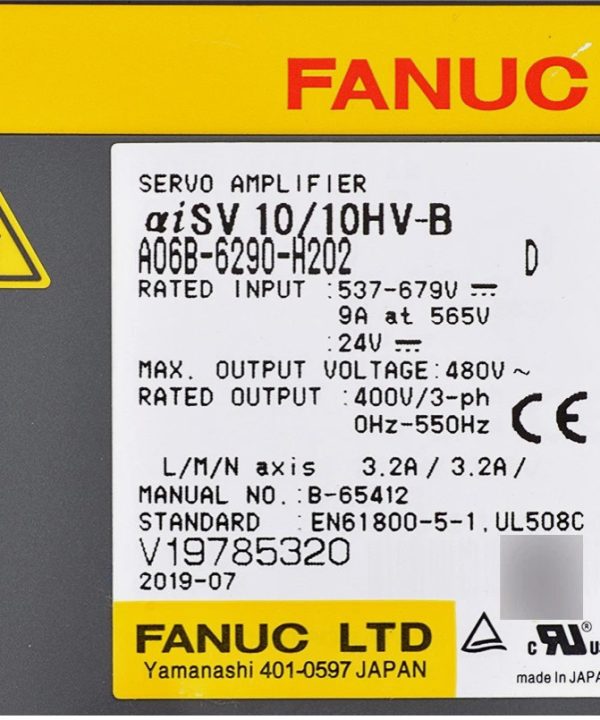 FANUC
SERVO AMPLIFIER
αiSV 10/10HV-B
A06B-6290-H202 D
RATED INPUT :537-679V ⎓
9A at 565V
:24V ⎓
MAX. OUTPUT VOLTAGE:480V ~
RATED OUTPUT :400V/3-ph
0Hz-550Hz
CE
L/M/N axis 3.2A / 3.2A /
MANUAL NO.:B-65412
STANDARD :EN61800-5-1,UL508C
V19785320
2019-07
FANUC LTD
Yamanashi 401-0597 JAPAN
c RU® us
made in JAPA